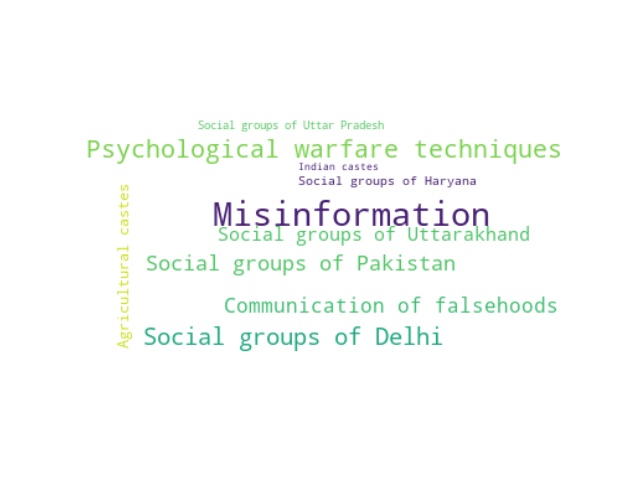 Social groups of Uttar Pradesh
Psychological warfare techniques
Indian castes
Social groups of Haryana
Agricultural castes
Misinformation
Social groups of Uttarakhand
Social groups of Pakistan
Communication of falsehoods
Social groups of Delhi